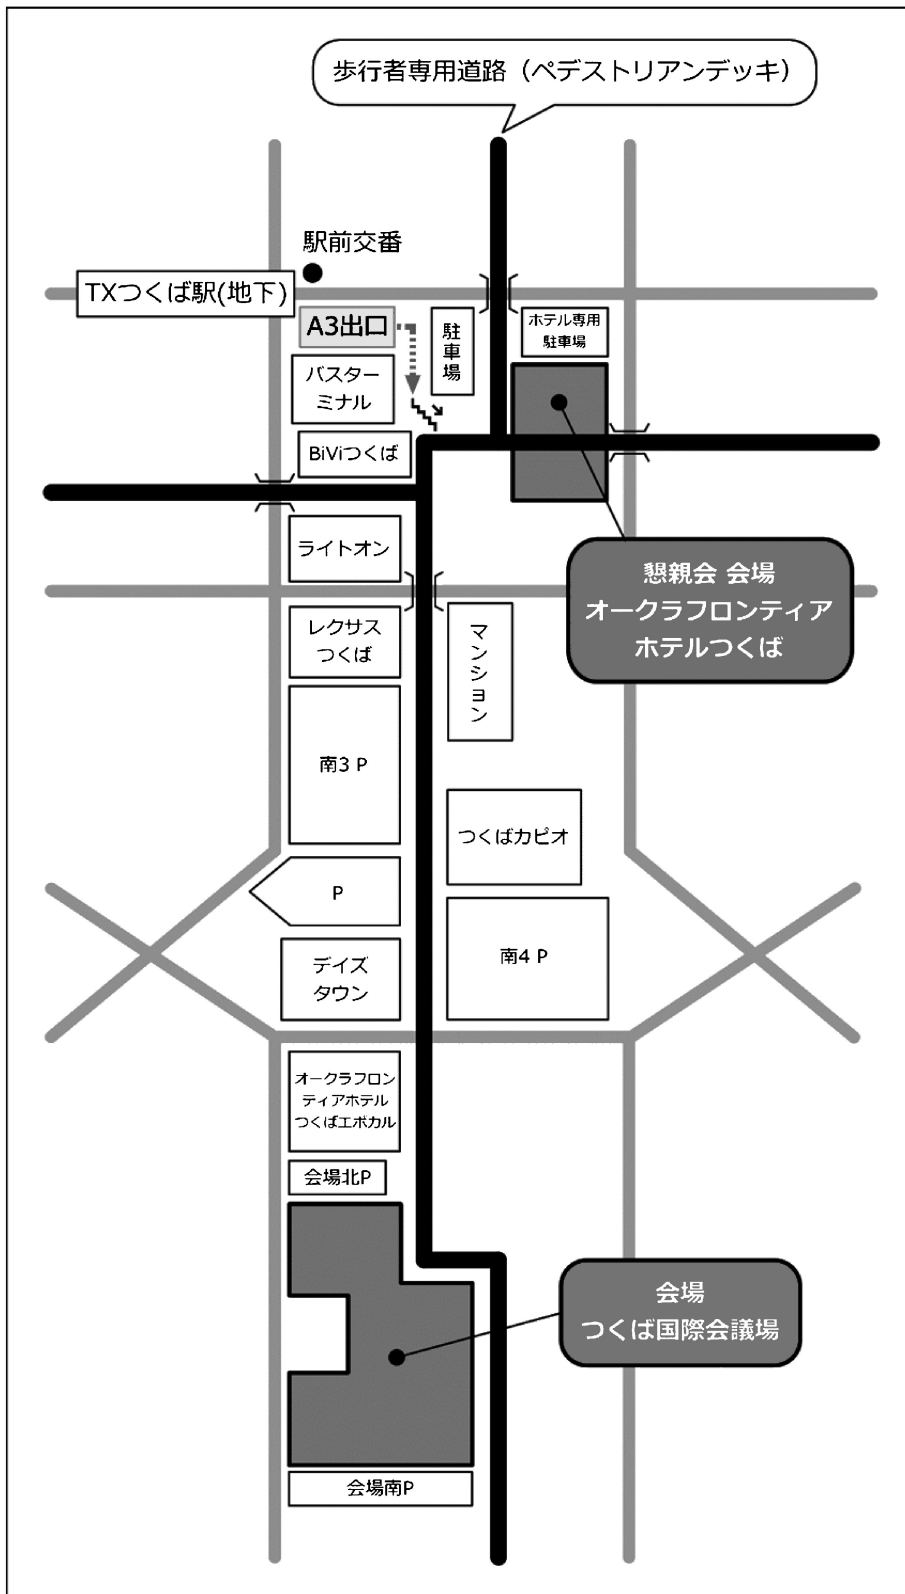 歩行者専用道路（ペデストリアンデッキ）
駅前交番
TXつくば駅(地下)
A3出口
駐車場
ホテル専用
駐車場
バスター
ミナル
BiViつくば
ライトオン
懇親会 会場
オークラフロンティア
ホテルつくば
レクサス
つくば
マンション
南3 P
つくばカピオ
P
南4 P
デイズ
タウン
オークラフロン
ティアホテル
つくばエポカル
会場北P
会場
つくば国際会議場
会場南P